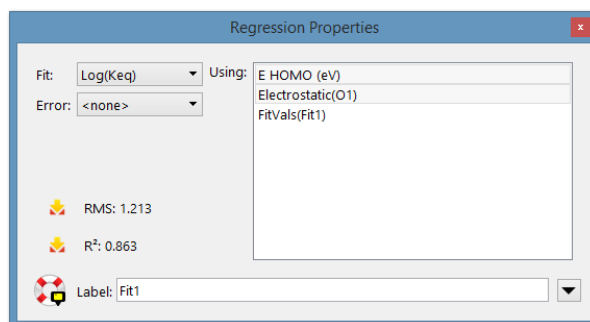 Regression Properties
x
Fit: Log(Keq) Using: E HOMO (eV)
Electrostatic(O1)
Error: <none>
FitVals(Fit1)
RMS: 1.213
R²: 0.863
Label: Fit1